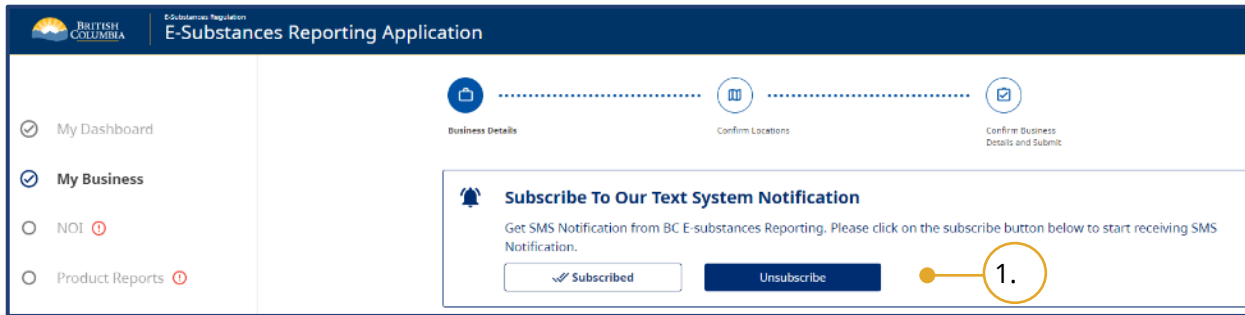 BRITISH
COLUMBIA
E-Substances Regulation
E-Substances Reporting Application
My Dashboard
My Business
NOI
Product Reports
Business Details
Confirm Locations
Confirm Business
Details and Submit
Subscribe To Our Text System Notification
Get SMS Notification from BC E-substances Reporting. Please click on the subscribe button below to start receiving SMS
Notification.
Subscribed
Unsubscribe
1.